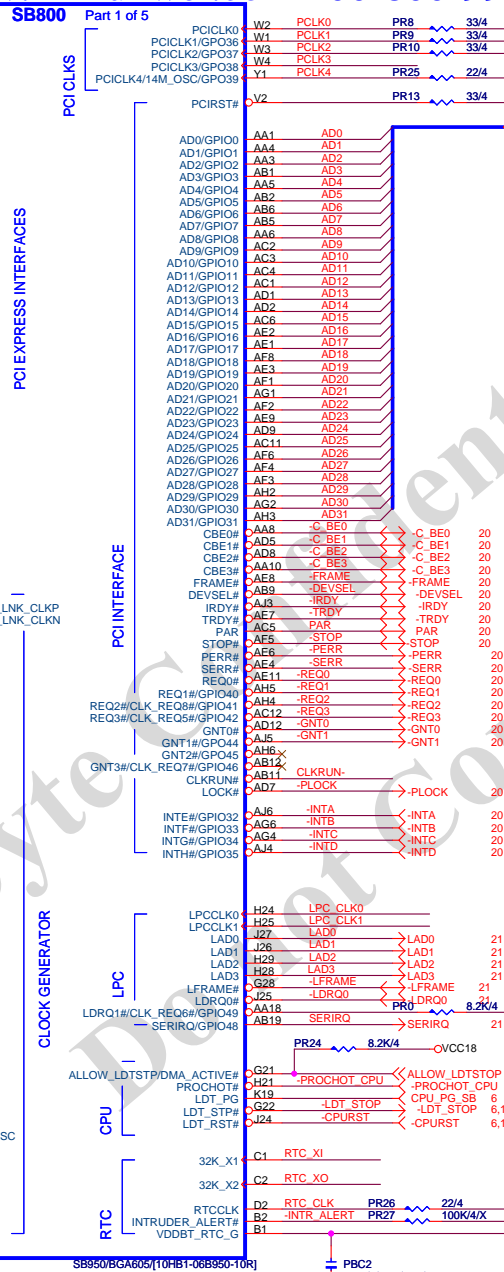 SB800 Part 1 of 5
PCI CLKS
PCICLK0 W2 PCLK0 PR8 33/4
PCICLK1/GPO36 W1 PCLK1 PR9 33/4
PCICLK2/GPO37 W3 PCLK2 PR10 33/4
PCICLK3/GPO38 W4 PCLK3
PCICLK4/14M_OSC/GPO39 Y1 PCLK4 PR25 22/4
PCIRST# V2 PR13 33/4
PCI EXPRESS INTERFACES
PCI INTERFACE
AD0/GPIO0 AA1 AD0
AD1/GPIO1 AA4 AD1
AD2/GPIO2 AA3 AD2
AD3/GPIO3 AB1 AD3
AD4/GPIO4 AA5 AD4
AD5/GPIO5 AB2 AD5
AD6/GPIO6 AB6 AD6
AD7/GPIO7 AB5 AD7
AD8/GPIO8 AA6 AD8
AD9/GPIO9 AC2 AD9
AD10/GPIO10 AC3 AD10
AD11/GPIO11 AC4 AD11
AD12/GPIO12 AC1 AD12
AD13/GPIO13 AD1 AD13
AD14/GPIO14 AD2 AD14
AD15/GPIO15 AC6 AD15
AD16/GPIO16 AE2 AD16
AD17/GPIO17 AE1 AD17
AD18/GPIO18 AF8 AD18
AD19/GPIO19 AE3 AD19
AD20/GPIO20 AF1 AD20
AD21/GPIO21 AG1 AD21
AD22/GPIO22 AF2 AD22
AD23/GPIO23 AE9 AD23
AD24/GPIO24 AD9 AD24
AD25/GPIO25 AC11 AD25
AD26/GPIO26 AF6 AD26
AD27/GPIO27 AF4 AD27
AD28/GPIO28 AF3 AD28
AD29/GPIO29 AH2 AD29
AD30/GPIO30 AG2 AD30
AD31/GPIO31 AH3 AD31
CBE0# AA8 -C_BE0 -C_BE0 20
CBE1# AD5 -C_BE1 -C_BE1 20
CBE2# AD8 -C_BE2 -C_BE2 20
CBE3# AA10 -C_BE3 -C_BE3 20
FRAME# AE8 -FRAME -FRAME 20
DEVSEL# AB9 -DEVSEL -DEVSEL 20
_LNK_CLKP
IRDY# AJ3 -IRDY -IRDY 20
_LNK_CLKN
TRDY# AE7 -TRDY -TRDY 20
PAR AC5 PAR PAR 20
STOP# AF5 -STOP -STOP 20
PERR# AE6 -PERR -PERR 20
SERR# AE4 -SERR -SERR 20
REQ0# AE11 -REQ0 -REQ0 20
REQ1#/GPIO40 AH5 -REQ1 -REQ1 20
REQ2#/CLK_REQ8#/GPIO41 AH4 -REQ2 -REQ2 20
REQ3#/CLK_REQ5#/GPIO42 AC12 -REQ3 -REQ3 20
GNT0# AD12 -GNT0 -GNT0 20
GNT1#/GPO44 AJ5 -GNT1 -GNT1 20
GNT2#/GPO45 AH6
GNT3#/CLK_REQ7#/GPIO46 AB12
CLKRUN# AB11 CLKRUN-
LOCK# AD7 -PLOCK -PLOCK 20
INTE#/GPIO32 AJ6 -INTA -INTA 20
INTF#/GPIO33 AG6 -INTB -INTB 20
INTG#/GPIO34 AG4 -INTC -INTC 20
INTH#/GPIO35 AJ4 -INTD -INTD 20
CLOCK GENERATOR
LPC
LPCCLK0 H24 LPC_CLK0
LPCCLK1 H25 LPC_CLK1
LAD0 J27 LAD0 LAD0 21
LAD1 J26 LAD1 LAD1 21
LAD2 H29 LAD2 LAD2 21
LAD3 H28 LAD3 LAD3 21
LFRAME# G28 -LFRAME -LFRAME 21
LDRQ0# J25 -LDRQ0 -LDRQ0 21
LDRQ1#/CLK_REQ6#/GPIO49 AA18 PR0 8.2K/4
SERIRQ/GPIO48 AB19 SERIRQ SERIRQ 21
PR24 8.2K/4 VCC18
CPU
ALLOW_LDTSTP/DMA_ACTIVE# G21 ALLOW_LDTSTOP
PROCHOT# H21 -PROCHOT_CPU -PROCHOT_CPU
LDT_PG K19 CPU_PG_SB 6
LDT_STP# G22 -LDT_STOP -LDT_STOP 6,1
LDT_RST# J24 -CPURST -CPURST 6,1
SC
RTC
32K_X1 C1 RTC_XI
32K_X2 C2 RTC_XO
RTCCLK D2 RTC_CLK PR26 22/4
INTRUDER_ALERT# B2 -INTR_ALERT PR27 100K/4/X
VDDBT_RTC_G B1
SB950/BGA605/[10HB1-06B950-10R] PBC2
yte Confident
Do not Co